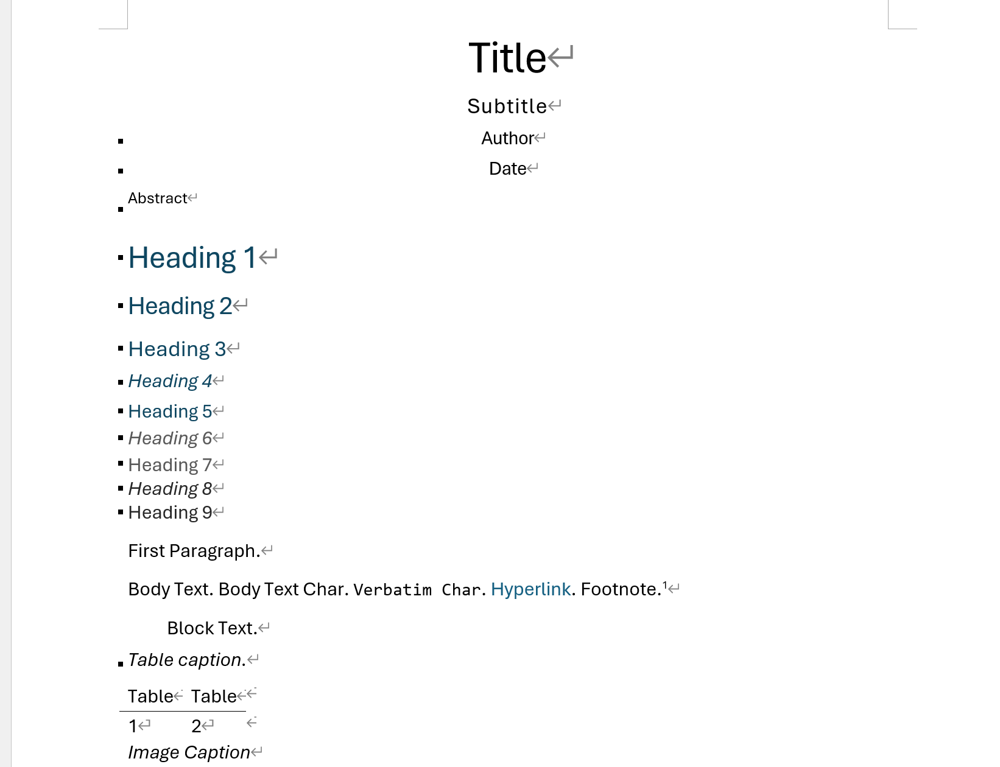 Title
Subtitle
Author
Date
Abstract
Heading 1
Heading 2
Heading 3
Heading 4
Heading 5
Heading 6
Heading 7
Heading 8
Heading 9
First Paragraph.
Body Text. Body Text Char. Verbatim Char. Hyperlink. Footnote.1
Block Text.
Table caption.
Table Table
1 2
Image Caption